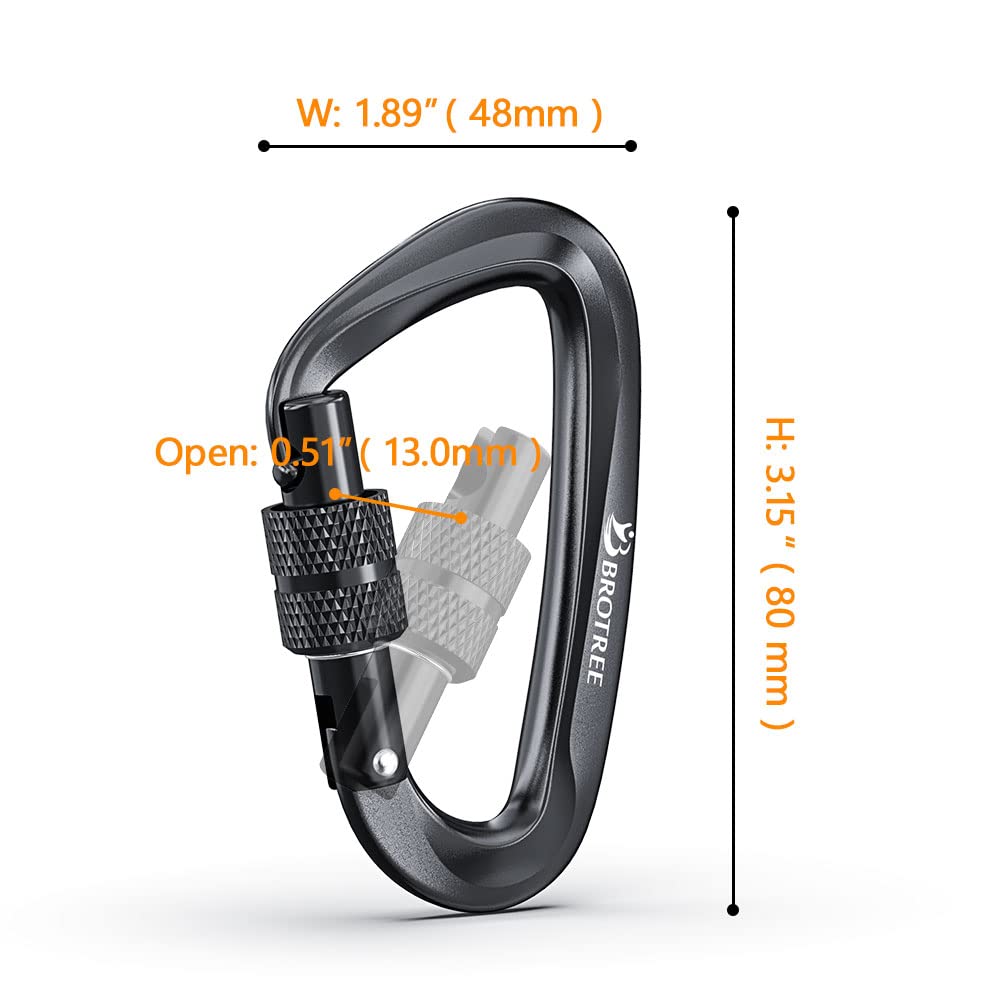 W: 1.89” ( 48mm )
Open: 0.51” ( 13.0mm )
H: 3.15 “ ( 80 mm )
BROTREE